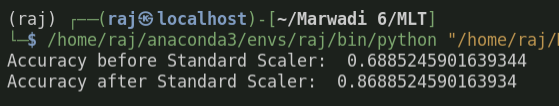 (raj) ┌──(raj㉿localhost)-[~/Marwadi 6/MLT]
└─$ /home/raj/anaconda3/envs/raj/bin/python "/home/raj/
Accuracy before Standard Scaler:  0.6885245901639344
Accuracy after Standard Scaler:  0.8688524590163934